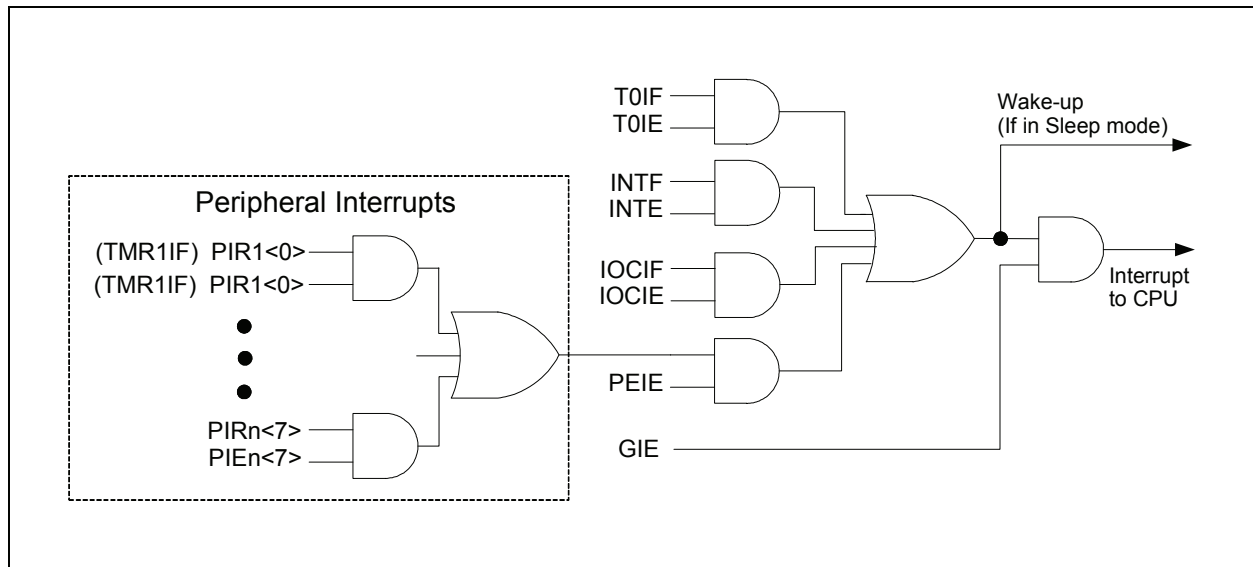 Peripheral Interrupts
(TMR1IF) PIR1<0>
(TMR1IF) PIR1<0>
PIRn<7>
PIEn<7>
T0IF
T0IE
INTF
INTE
IOCIF
IOCIE
PEIE
GIE
Wake-up
(If in Sleep mode)
Interrupt
to CPU